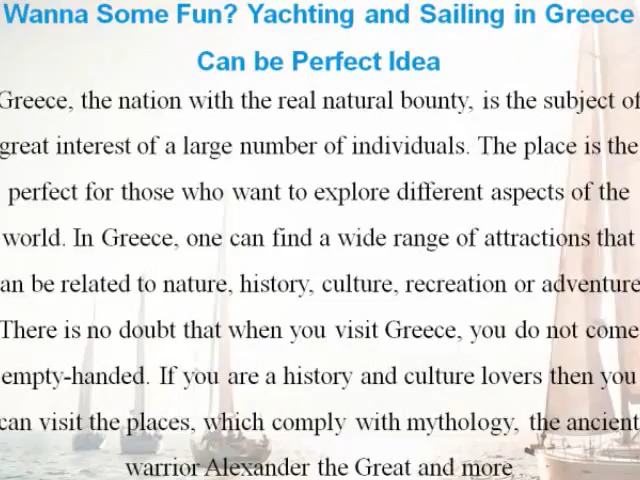 Wanna Some Fun? Yachting and Sailing in Greece
Can be Perfect Idea
Greece, the nation with the real natural bounty, is the subject of
great interest of a large number of individuals. The place is the
perfect for those who want to explore different aspects of the
world. In Greece, one can find a wide range of attractions that
an be related to nature, history, culture, recreation or adventure
There is no doubt that when you visit Greece, you do not come
empty-handed. If you are a history and culture lovers then you
can visit the places, which comply with mythology, the ancient
warrior Alexander the Great and more